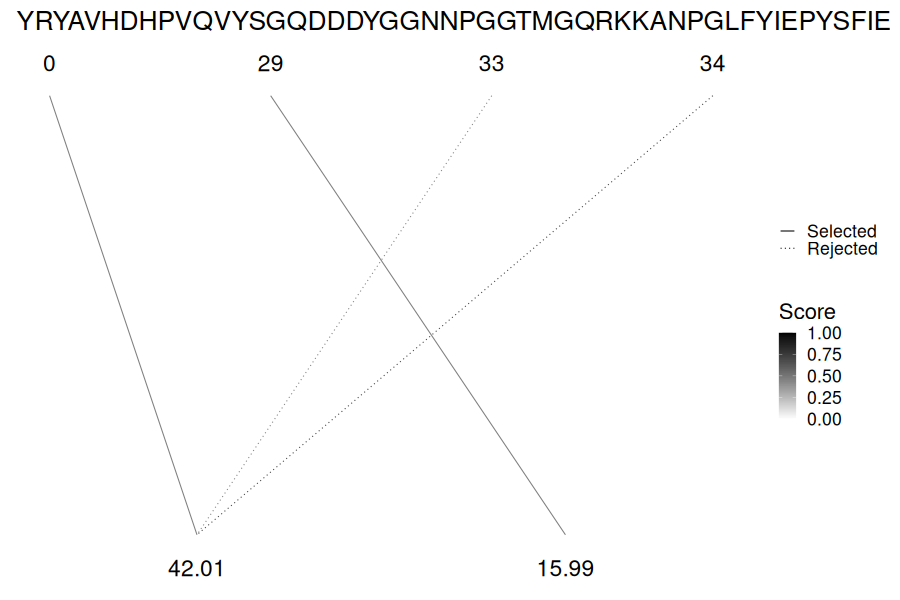 YRYAVHDHPVQVYSGQDDDYGGNNPGGTMGQRKKANPGLFYIEPYSFIE
0 29 33 34
Selected
Rejected
Score
1.00
0.75
0.50
0.25
0.00
42.01 15.99